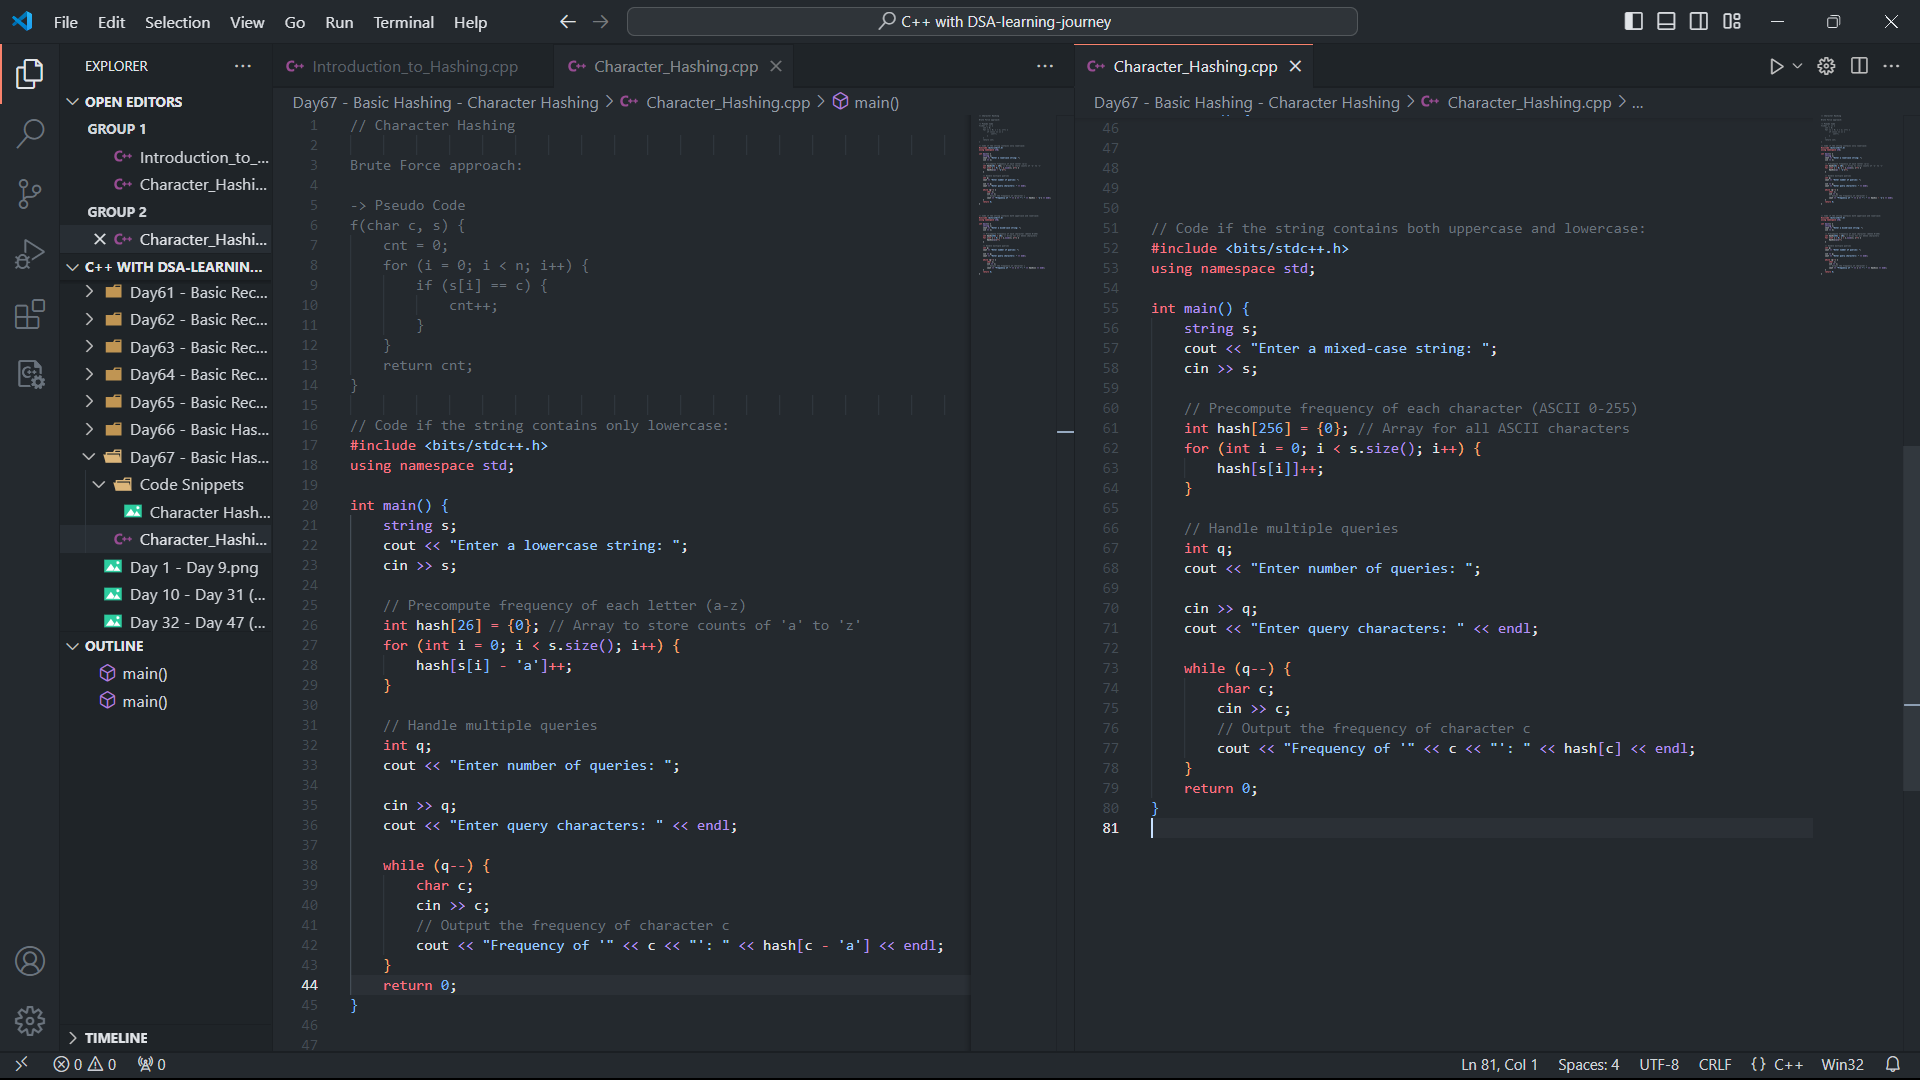 File Edit Selection View Go Run Terminal Help
C++ with DSA-learning-journey
EXPLORER
OPEN EDITORS
GROUP 1
Introduction_to_...
Character_Hashi...
GROUP 2
Character_Hashi...
C++ WITH DSA-LEARNIN...
Day61 - Basic Rec...
Day62 - Basic Rec...
Day63 - Basic Rec...
Day64 - Basic Rec...
Day65 - Basic Rec...
Day66 - Basic Has...
Day67 - Basic Has...
Code Snippets
Character Hash...
Character_Hashi...
Day 1 - Day 9.png
Day 10 - Day 31 (...
Day 32 - Day 47 (...
OUTLINE
main()
main()
TIMELINE
Introduction_to_Hashing.cpp
Character_Hashing.cpp
Day67 - Basic Hashing - Character Hashing > Character_Hashing.cpp > main()
1 // Character Hashing
2
3 Brute Force approach:
4
5 -> Pseudo Code
6 f(char c, s) {
7     cnt = 0;
8     for (i = 0; i < n; i++) {
9         if (s[i] == c) {
10             cnt++;
11         }
12     }
13     return cnt;
14 }
15
16 // Code if the string contains only lowercase:
17 #include <bits/stdc++.h>
18 using namespace std;
19
20 int main() {
21     string s;
22     cout << "Enter a lowercase string: ";
23     cin >> s;
24
25     // Precompute frequency of each letter (a-z)
26     int hash[26] = {0}; // Array to store counts of 'a' to 'z'
27     for (int i = 0; i < s.size(); i++) {
28         hash[s[i] - 'a']++;
29     }
30
31     // Handle multiple queries
32     int q;
33     cout << "Enter number of queries: ";
34
35     cin >> q;
36     cout << "Enter query characters: " << endl;
37
38     while (q--) {
39         char c;
40         cin >> c;
41         // Output the frequency of character c
42         cout << "Frequency of '" << c << "': " << hash[c - 'a'] << endl;
43     }
44     return 0;
45 }
46
47
Character_Hashing.cpp
Day67 - Basic Hashing - Character Hashing > Character_Hashing.cpp > ...
46
47
48
49
50
51 // Code if the string contains both uppercase and lowercase:
52 #include <bits/stdc++.h>
53 using namespace std;
54
55 int main() {
56     string s;
57     cout << "Enter a mixed-case string: ";
58     cin >> s;
59
60     // Precompute frequency of each character (ASCII 0-255)
61     int hash[256] = {0}; // Array for all ASCII characters
62     for (int i = 0; i < s.size(); i++) {
63         hash[s[i]]++;
64     }
65
66     // Handle multiple queries
67     int q;
68     cout << "Enter number of queries: ";
69
70     cin >> q;
71     cout << "Enter query characters: " << endl;
72
73     while (q--) {
74         char c;
75         cin >> c;
76         // Output the frequency of character c
77         cout << "Frequency of '" << c << "': " << hash[c] << endl;
78     }
79     return 0;
80 }
81
0 0 0
Ln 81, Col 1 Spaces: 4 UTF-8 CRLF {} C++ Win32